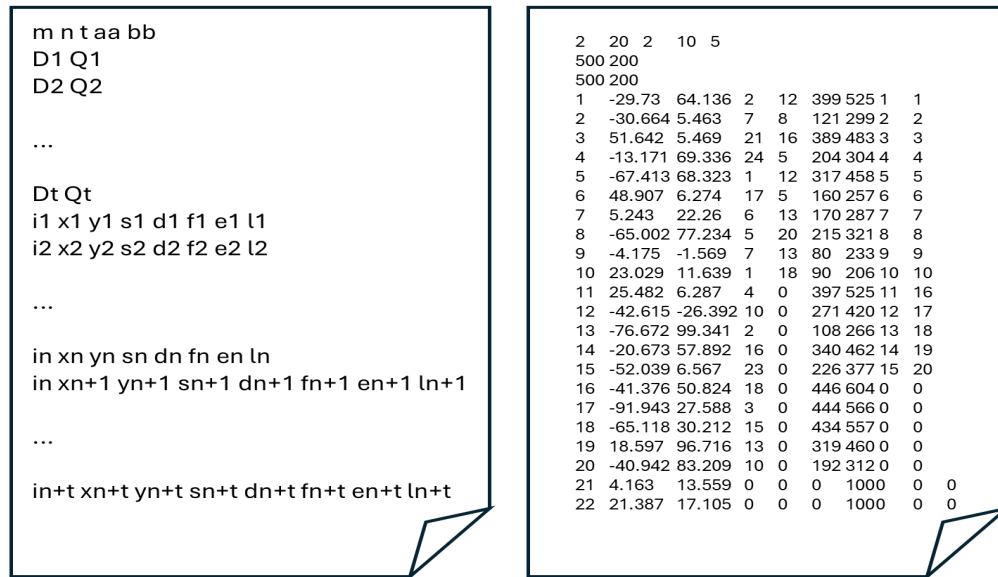 m n t aa bb
D1 Q1
D2 Q2
...
Dt Qt
i1 x1 y1 s1 d1 f1 e1 l1
i2 x2 y2 s2 d2 f2 e2 l2
...
in xn yn sn dn fn en ln
in xn+1 yn+1 sn+1 dn+1 fn+1 en+1 ln+1
...
in+t xn+t yn+t sn+t dn+t fn+t en+t ln+t
2 20 2 10 5
500 200
500 200
1 -29.73 64.136 2 12 399 525 1 1
2 -30.664 5.463 7 8 121 299 2 2
3 51.642 5.469 21 16 389 483 3 3
4 -13.171 69.336 24 5 204 304 4 4
5 -67.413 68.323 1 12 317 458 5 5
6 48.907 6.274 17 5 160 257 6 6
7 5.243 22.26 6 13 170 287 7 7
8 -65.002 77.234 5 20 215 321 8 8
9 -4.175 -1.569 7 13 80 233 9 9
10 23.029 11.639 1 18 90 206 10 10
11 25.482 6.287 4 0 397 525 11 16
12 -42.615 -26.392 10 0 271 420 12 17
13 -76.672 99.341 2 0 108 266 13 18
14 -20.673 57.892 16 0 340 462 14 19
15 -52.039 6.567 23 0 226 377 15 20
16 -41.376 50.824 18 0 446 604 0 0
17 -91.943 27.588 3 0 444 566 0 0
18 -65.118 30.212 15 0 434 557 0 0
19 18.597 96.716 13 0 319 460 0 0
20 -40.942 83.209 10 0 192 312 0 0
21 4.163 13.559 0 0 0 1000 0 0
22 21.387 17.105 0 0 0 1000 0 0